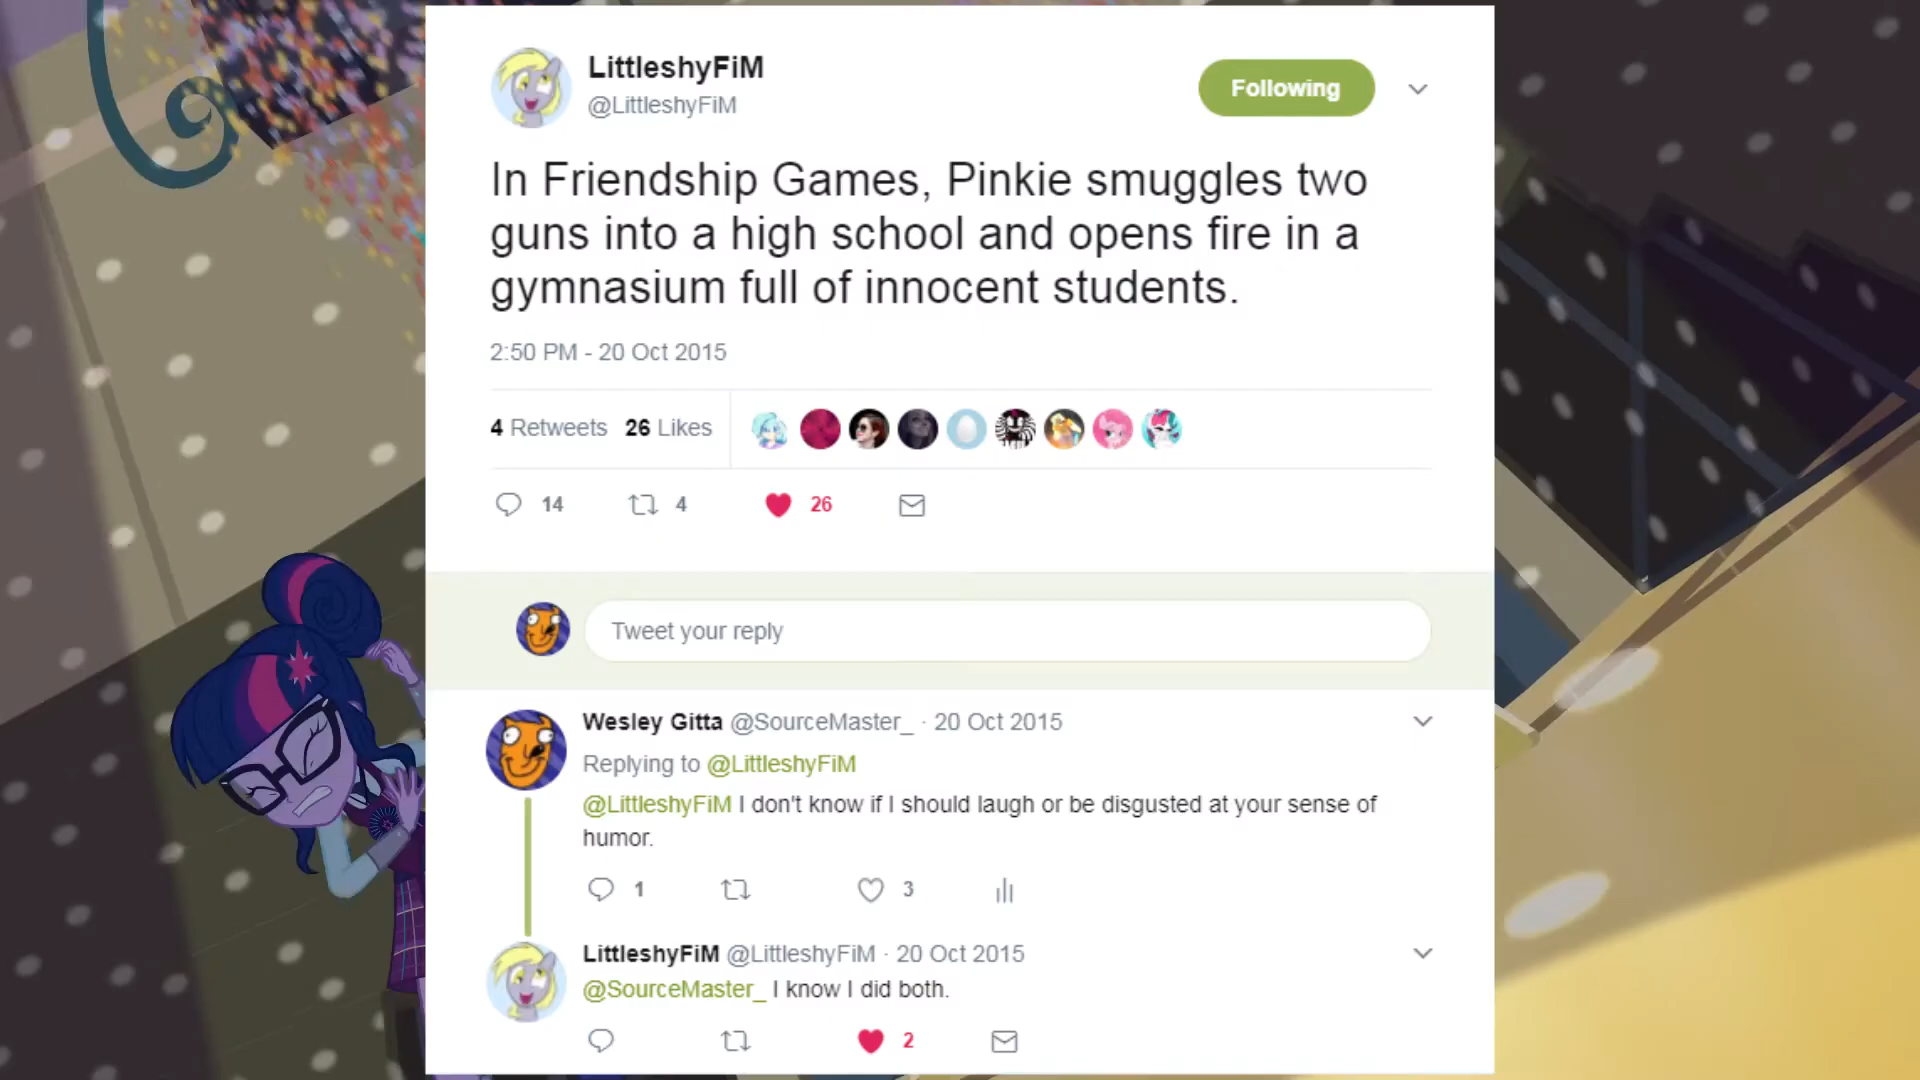 LittleshyFiM
@LittleshyFiM
Following
In Friendship Games, Pinkie smuggles two
guns into a high school and opens fire in a
gymnasium full of innocent students.
2:50 PM - 20 Oct 2015
4 Retweets 26 Likes
14 4 26
Tweet your reply
Wesley Gitta @SourceMaster_ · 20 Oct 2015
Replying to @LittleshyFiM
@LittleshyFiM I don't know if I should laugh or be disgusted at your sense of
humor.
1 3
LittleshyFiM @LittleshyFiM · 20 Oct 2015
@SourceMaster_ I know I did both.
2